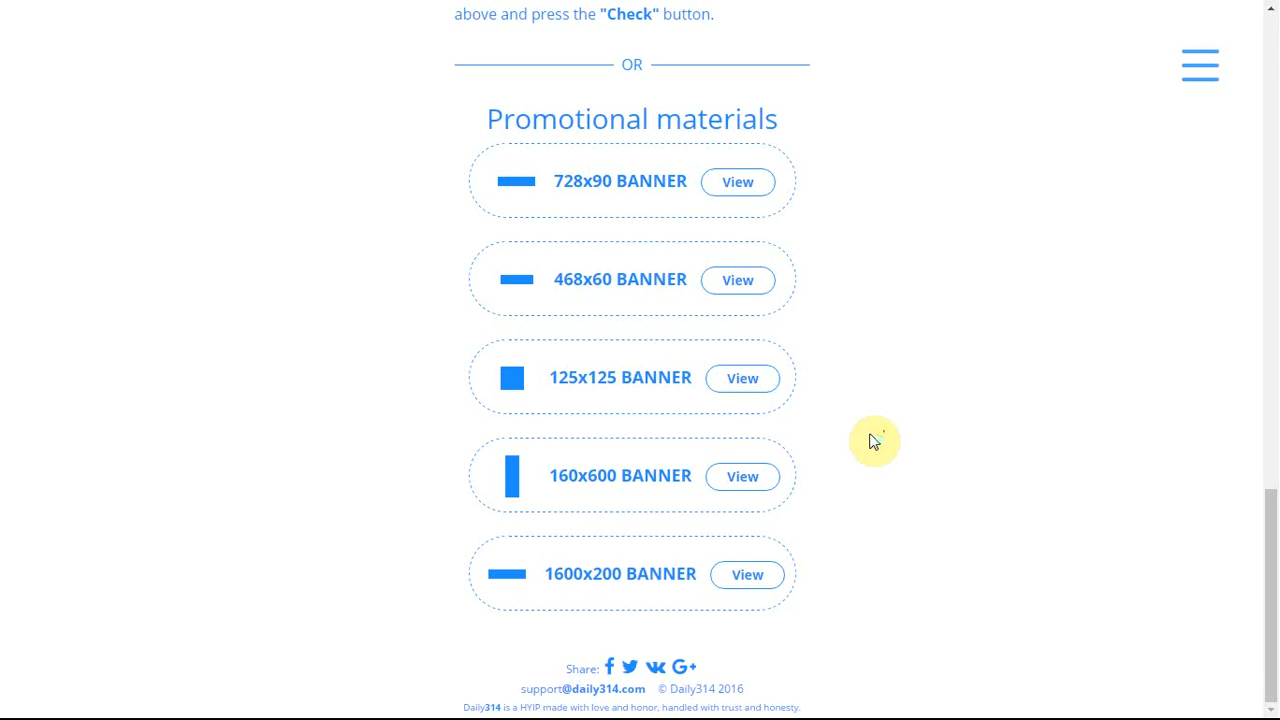 above and press the "Check" button.
OR
Promotional materials
728x90 BANNER View
468x60 BANNER View
125x125 BANNER View
160x600 BANNER View
1600x200 BANNER View
Share:
support@daily314.com © Daily314 2016
Daily314 is a HYIP made with love and honor, handled with trust and honesty.